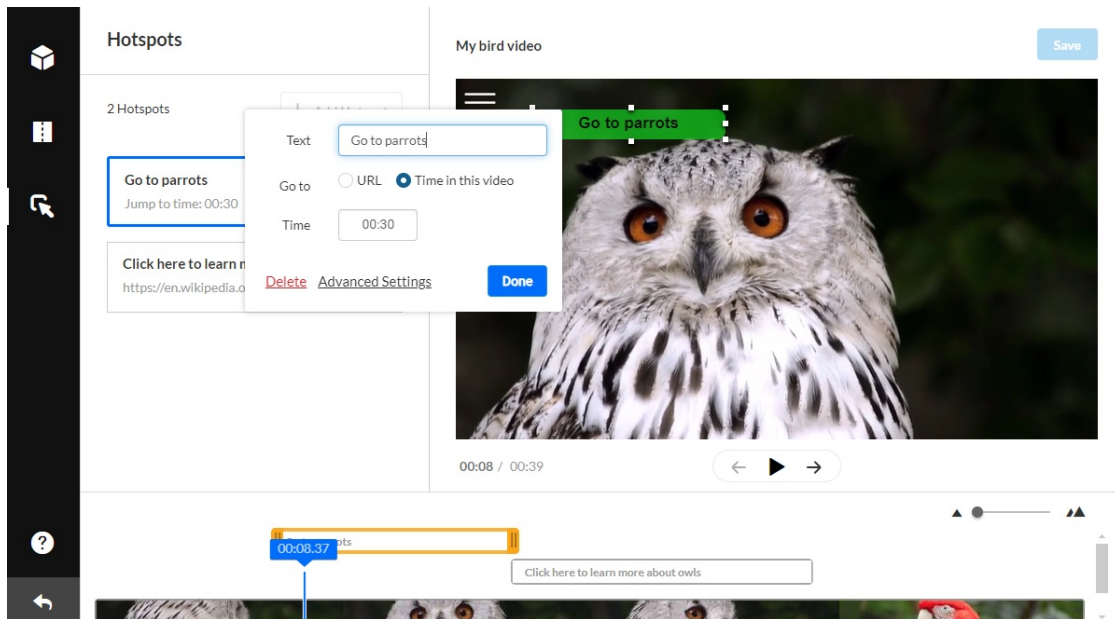 Hotspots
My bird video
Save
2 Hotspots
Text
Go to parrots
Go to parrots
Go to parrots
Jump to time: 00:30
Go to
URL
Time in this video
Time
00:30
Click here to learn
https://en.wikipedia.o
Delete
Advanced Settings
Done
00:08 / 00:39
00:08.37
Click here to learn more about owls